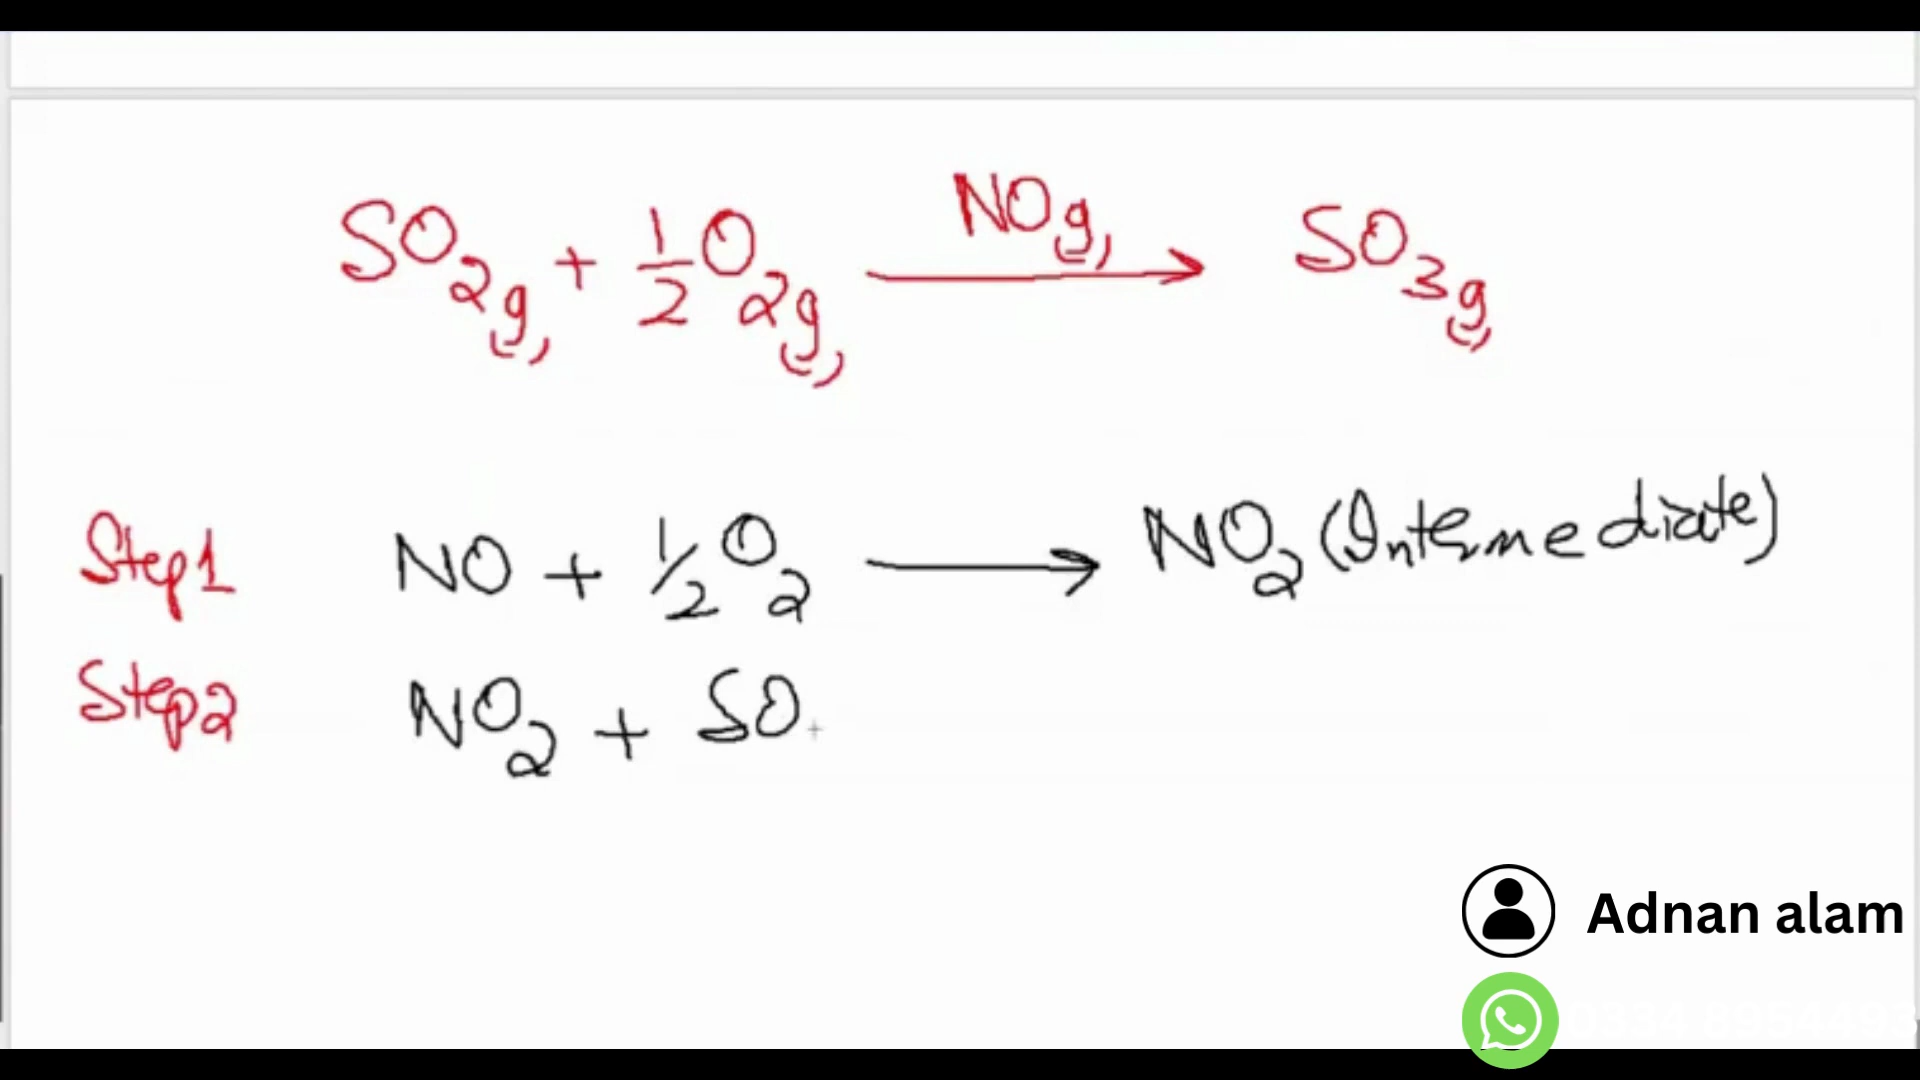 SO₂(g) + 1/2 O₂(g) NO(g) ⟶ SO₃(g)
Step1 NO + 1/2 O₂ ⟶ NO₂ (Intermediate)
Step2 NO₂ + SO
Adnan alam